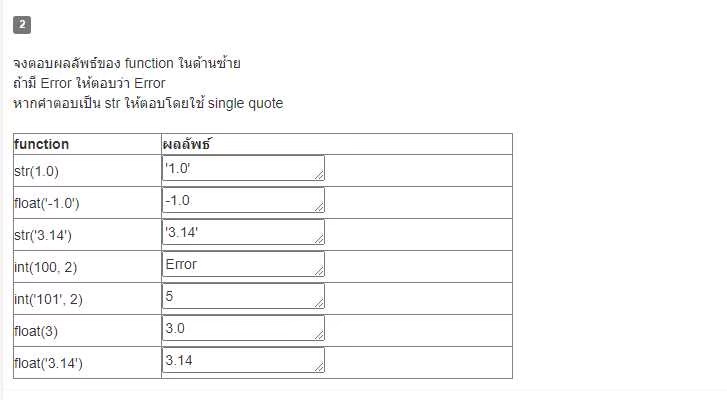 2
จงตอบผลลัพธ์ของ function ในด้านซ้าย
ถ้ามี Error ให้ตอบว่า Error
หากคำตอบเป็น str ให้ตอบโดยใช้ single quote
function ผลลัพธ์
str(1.0) '1.0'
float('-1.0') -1.0
str('3.14') '3.14'
int(100, 2) Error
int('101', 2) 5
float(3) 3.0
float('3.14') 3.14